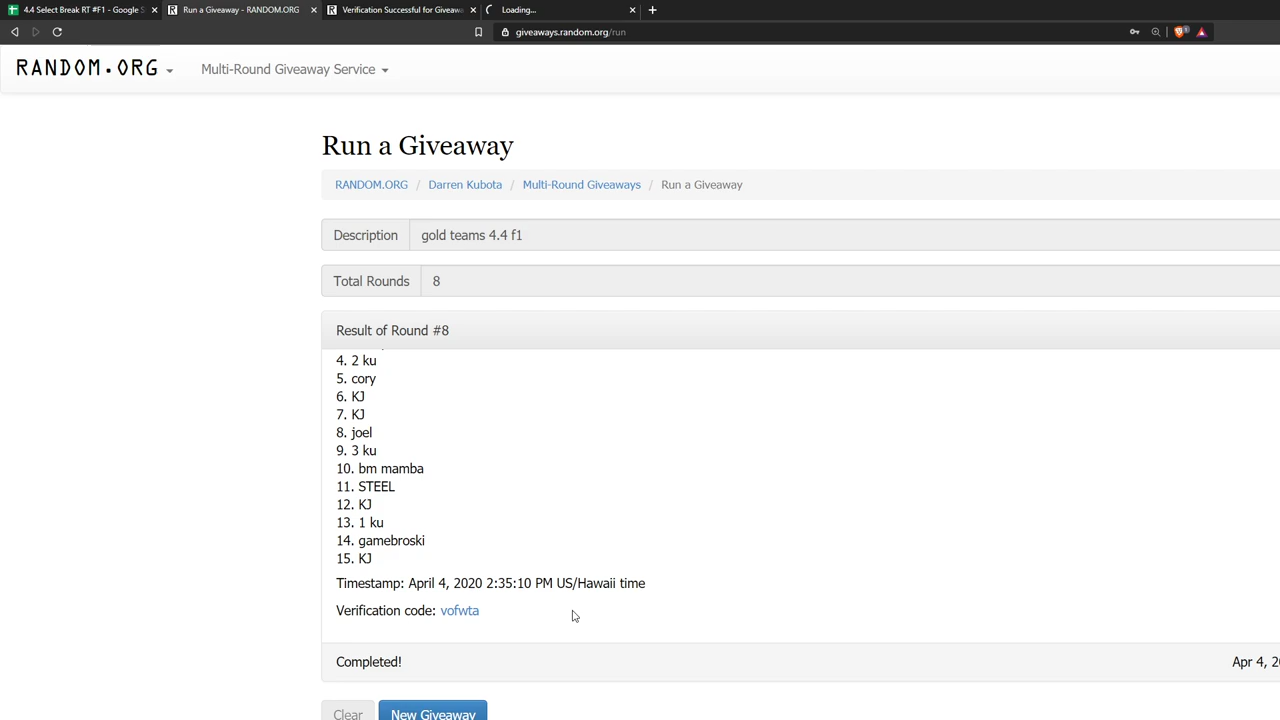 4.4 Select Break RT #F1 - Google S
Run a Giveaway - RANDOM.ORG
Verification Successful for Giveaw
Loading...
giveaways.random.org/run
RANDOM.ORG
Multi-Round Giveaway Service
Run a Giveaway
RANDOM.ORG / Darren Kubota / Multi-Round Giveaways / Run a Giveaway
Description gold teams 4.4 f1
Total Rounds 8
Result of Round #8
4. 2 ku
5. cory
6. KJ
7. KJ
8. joel
9. 3 ku
10. bm mamba
11. STEEL
12. KJ
13. 1 ku
14. gamebroski
15. KJ
Timestamp: April 4, 2020 2:35:10 PM US/Hawaii time
Verification code: vofwta
Completed! Apr 4, 2
Clear New Giveaway